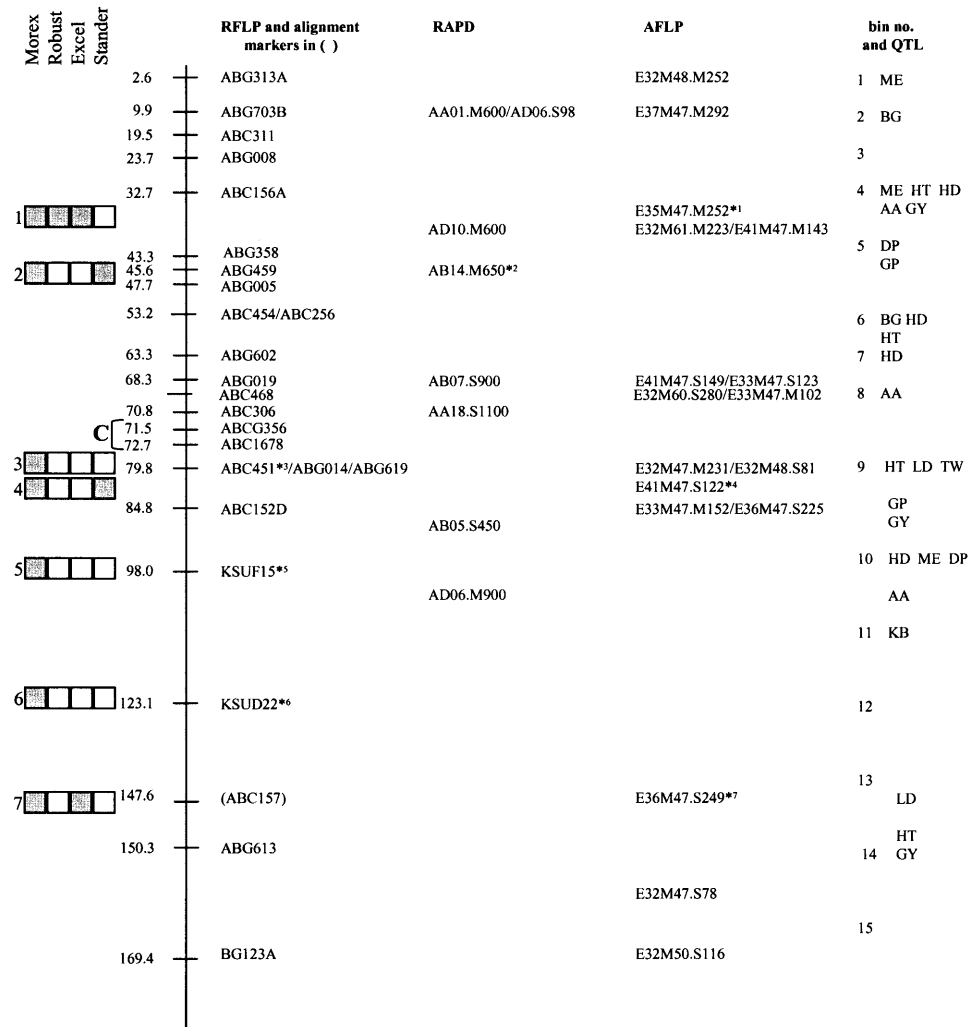 Morex
Robust
Excel
Stander
RFLP and alignment markers in ( ) RAPD AFLP bin no. and QTL
2.6 ABG313A E32M48.M252 1 ME
9.9 ABG703B AA01.M600/AD06.S98 E37M47.M292 2 BG
19.5 ABC311
23.7 ABG008 3
32.7 ABC156A 4 ME HT HD
1 E35M47.M252*1 AA GY
AD10.M600 E32M61.M223/E41M47.M143
43.3 ABG358 5 DP
2 45.6 ABG459 AB14.M650*2 GP
47.7 ABG005
53.2 ABC454/ABC256 6 BG HD
HT
63.3 ABG602 7 HD
68.3 ABG019 AB07.S900 E41M47.S149/E33M47.S123
ABC468 E32M60.S280/E33M47.M102 8 AA
70.8 ABC306 AA18.S1100
C 71.5 ABCG356
72.7 ABC1678
3 79.8 ABC451*3/ABG014/ABG619 E32M47.M231/E32M48.S81 9 HT LD TW
4 E41M47.S122*4
84.8 ABC152D E33M47.M152/E36M47.S225 GP
AB05.S450 GY
5 98.0 KSUF15*5 10 HD ME DP
AD06.M900 AA
11 KB
6 123.1 KSUD22*6 12
13
7 147.6 (ABC157) E36M47.S249*7 LD
HT
150.3 ABG613 14 GY
E32M47.S78
15
169.4 BG123A E32M50.S116